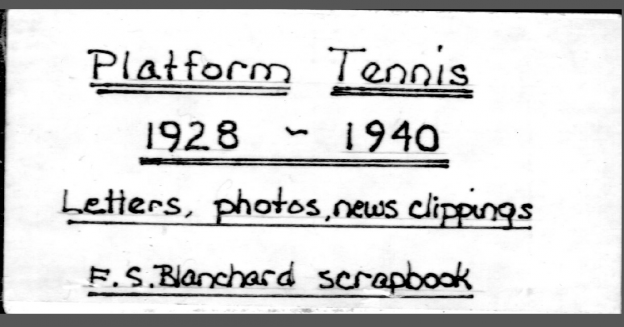 Platform Tennis
1928 ~ 1940
Letters, photos, news clippings
F. S. Blanchard scrapbook